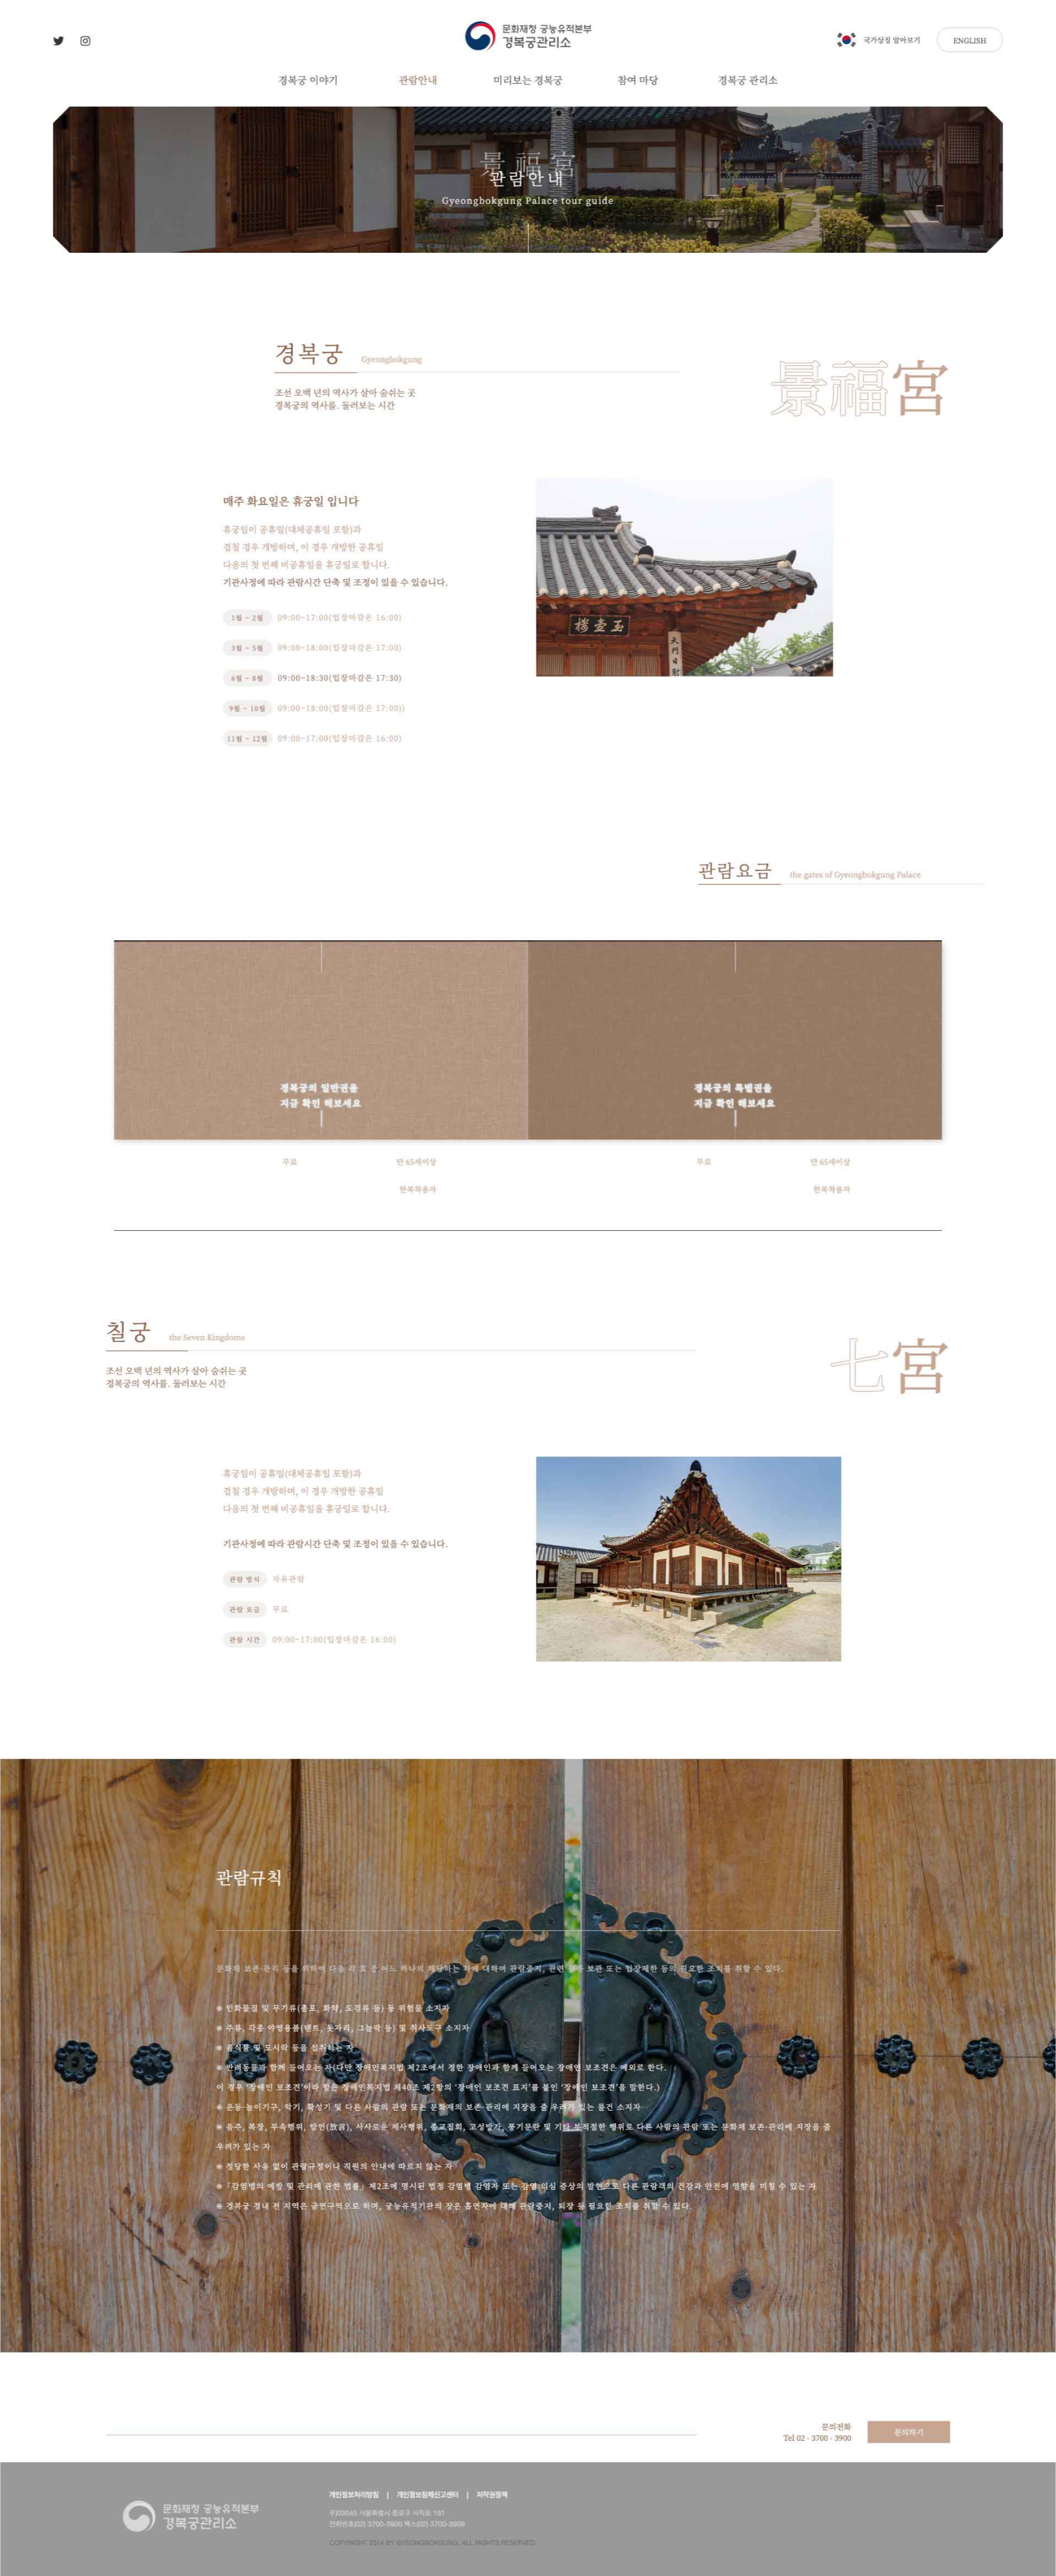 문화재청 궁능유적본부
경복궁관리소
국가상징 알아보기
ENGLISH
경복궁 이야기
관람안내
미리보는 경복궁
참여 마당
경복궁 관리소
景福宮
관람안내
Gyeongbokgung Palace tour guide
경복궁
Gyeongbokgung
조선 오백 년의 역사가 살아 숨쉬는 곳
경복궁의 역사를. 둘러보는 시간
景福宮
매주 화요일은 휴궁일 입니다
휴궁일이 공휴일(대체공휴일 포함)과
겹칠 경우 개방하며, 이 경우 개방한 공휴일
다음의 첫 번째 비공휴일을 휴궁일로 합니다.
기관사정에 따라 관람시간 단축 및 조정이 있을 수 있습니다.
1월 ~ 2월 09:00~17:00(입장마감은 16:00)
3월 ~ 5월 09:00~18:00(입장마감은 17:00)
6월 ~ 8월 09:00~18:30(입장마감은 17:30)
9월 ~ 10월 09:00~18:00(입장마감은 17:00))
11월 ~ 12월 09:00~17:00(입장마감은 16:00)
관람요금
the gates of Gyeongbokgung Palace
경복궁의 일반권을
지금 확인 해보세요
경복궁의 특별권을
지금 확인 해보세요
무료
만 65세이상
한복착용자
무료
만 65세이상
한복착용자
칠궁
the Seven Kingdoms
조선 오백 년의 역사가 살아 숨쉬는 곳
경복궁의 역사를. 둘러보는 시간
七宮
휴궁일이 공휴일(대체공휴일 포함)과
겹칠 경우 개방하며, 이 경우 개방한 공휴일
다음의 첫 번째 비공휴일을 휴궁일로 합니다.
기관사정에 따라 관람시간 단축 및 조정이 있을 수 있습니다.
관람 방식 자유관람
관람 요금 무료
관람 시간 09:00~17:00(입장마감은 16:00)
관람규칙
문화재 보존·관리 등을 위하여 다음 각 호 중 어느 하나의 해당하는 자에 대하여 관람중지, 관련 보관 또는 입장제한 등의 필요한 조치를 취할 수 있다.
※ 인화물질 및 무기류(총포, 화약, 도검류 등) 등 위험물 소지자
※ 주류, 각종 야영용품(텐트, 돗자리, 그늘막 등) 및 취사도구 소지자
※ 음식물 및 도시락 등을 섭취하는 자
※ 반려동물과 함께 들어오는 자(다만 장애인복지법 제2조에서 정한 장애인과 함께 들어오는 장애인 보조견은 예외로 한다.
이 경우 '장애인 보조견'이라 함은 장애인복지법 제40조 제2항의 '장애인 보조견 표지'를 붙인 '장애인 보조견'을 말한다.)
※ 운동·놀이기구, 악기, 확성기 및 다른 사람의 관람 또는 문화재의 보존·관리에 지장을 줄 우려가 있는 물건 소지자
※ 음주, 복장, 무속행위, 방언(放言), 사사로운 제사행위, 종교집회, 고성방가, 풍기문란 및 기타 부적절한 행위로 다른 사람의 관람 또는 문화재 보존·관리에 지장을 줄
우려가 있는 자
※ 정당한 사유 없이 관람규정이나 직원의 안내에 따르지 않는 자
※ 「감염병의 예방 및 관리에 관한 법률」 제2조에 명시된 법정 감염병 감염자 또는 감염 의심 증상의 발현으로 다른 관람객의 건강과 안전에 영향을 미칠 수 있는 자
※ 경복궁 경내 전 지역은 금연구역으로 하며, 궁능유적기관의 장은 흡연자에 대해 관람중지, 퇴장 등 필요한 조치를 취할 수 있다.
문의전화
Tel 02 - 3700 - 3900
문의하기
문화재청 궁능유적본부
경복궁관리소
개인정보처리방침 | 개인정보침해신고센터 | 저작권정책
우)03045 서울특별시 종로구 사직로 161
전화번호(02) 3700-3900 팩스(02) 3700-3909
COPYRIGHT 2014 BY GYEONGBOKGUNG. ALL RIGHTS RESERVED.